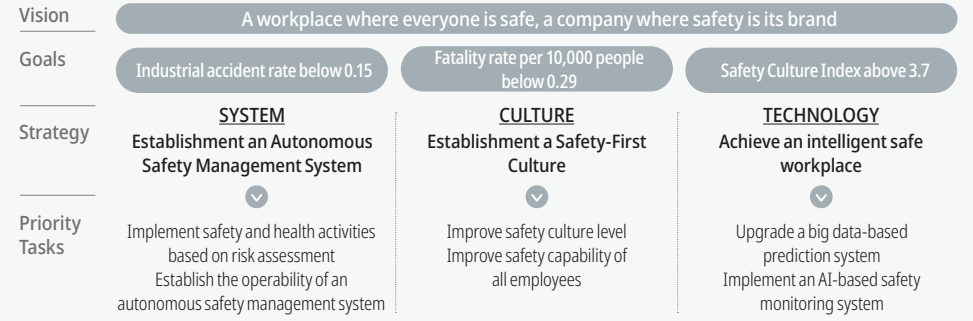 Vision
A workplace where everyone is safe, a company where safety is its brand
Goals
Industrial accident rate below 0.15
Fatality rate per 10,000 people
below 0.29
Safety Culture Index above 3.7
Strategy
SYSTEM
Establishment an Autonomous
Safety Management System
CULTURE
Establishment a Safety-First
Culture
TECHNOLOGY
Achieve an intelligent safe
workplace
Priority
Tasks
Implement safety and health activities
based on risk assessment
Establish the operability of an
autonomous safety management system
Improve safety culture level
Improve safety capability of
all employees
Upgrade a big data-based
prediction system
Implement an AI-based safety
monitoring system